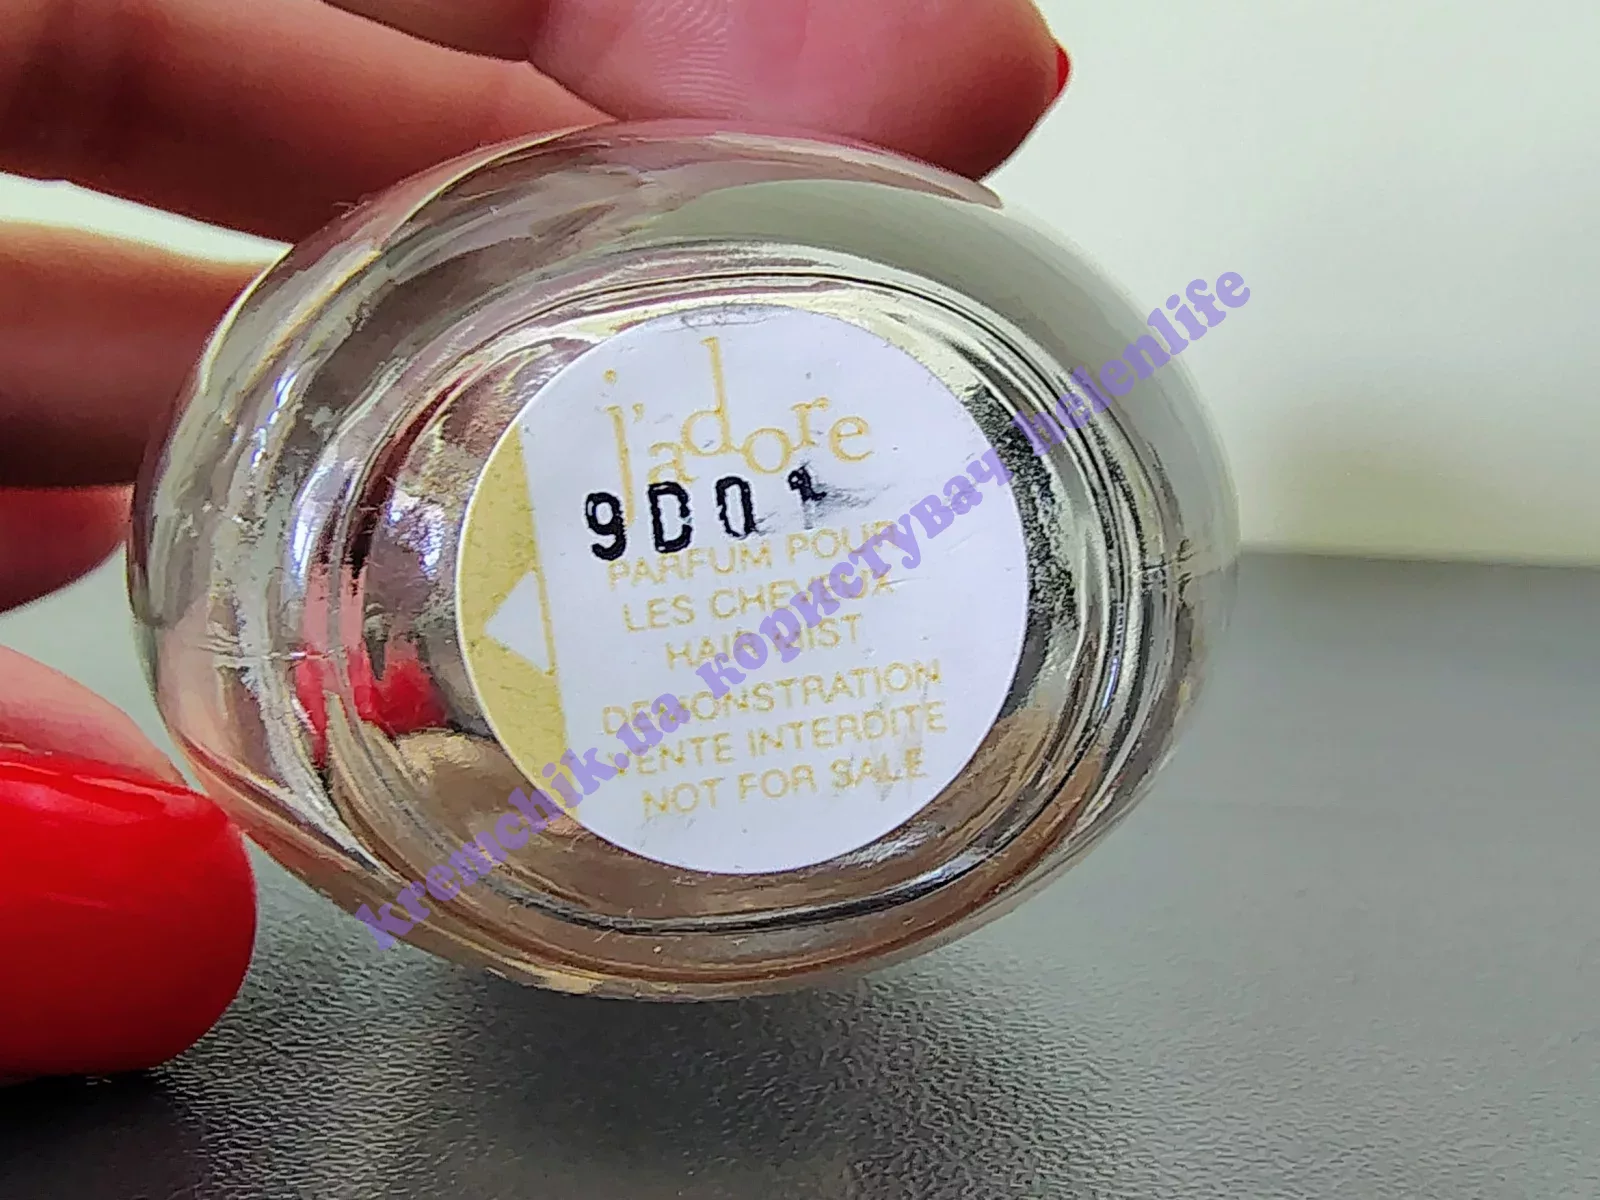 j'adore
9D01
PARFUM POUR
LES CHEVEUX
HAIR MIST
DEMONSTRATION
VENTE INTERDITE
NOT FOR SALE
kremchik.ua користувач helenlife